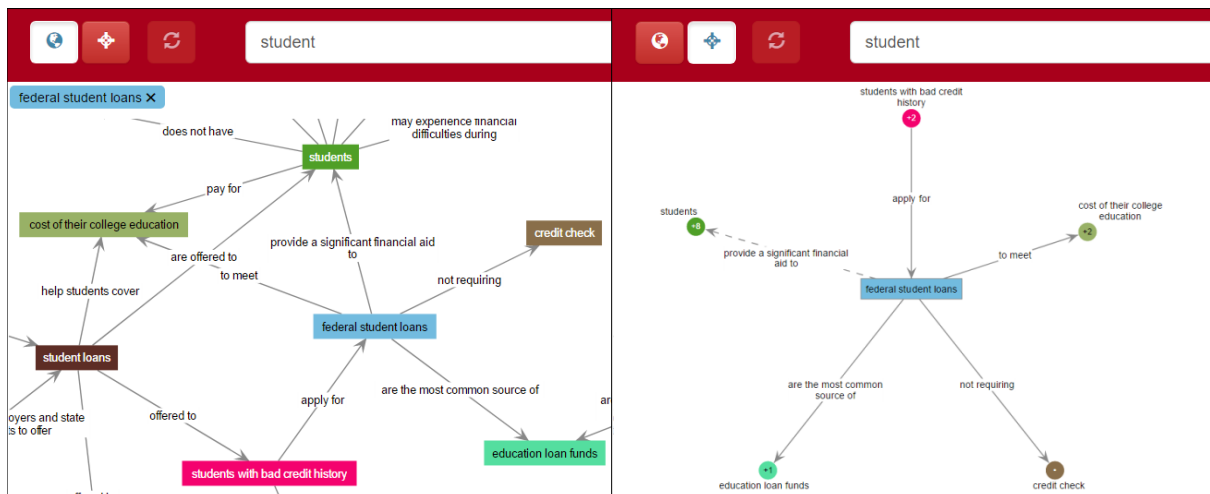 student
federal student loans ✕
does not have
may experience financial
difficulties during
students
pay for
cost of their college education
credit check
are offered to
provide a significant financial aid
to
to meet
not requiring
help students cover
federal student loans
student loans
are the most common source of
apply for
offered to
oyers and state
ts to offer
ar
education loan funds
students with bad credit history
student
students with bad credit
history
+2
apply for
cost of their college
education
students
+8
+2
provide a significant financial
aid to
to meet
federal student loans
are the most common
source of
not requiring
+1
-
education loan funds
credit check